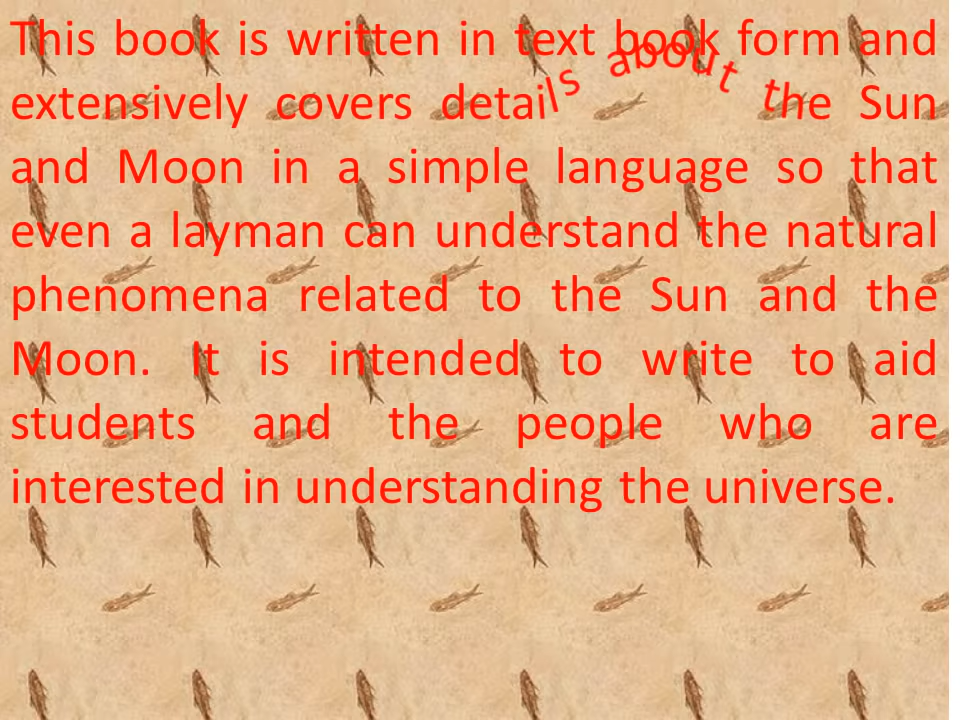 This book is written in text book form and
extensively covers details about the Sun
and Moon in a simple language so that
even a layman can understand the natural
phenomena related to the Sun and the
Moon. It is intended to write to aid
students and the people who are
interested in understanding the universe.